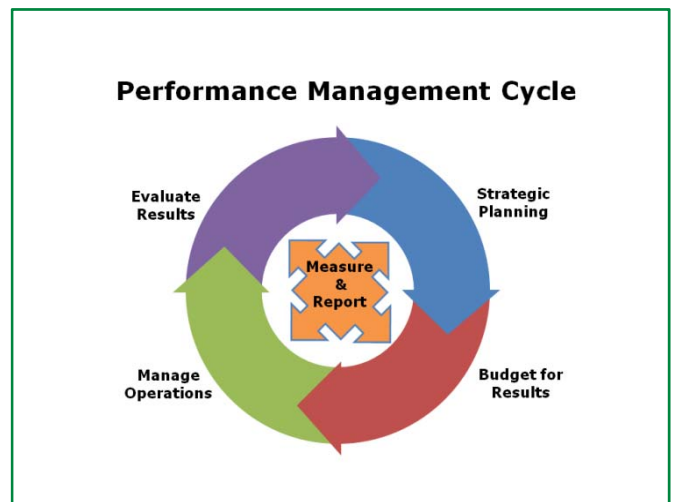 Performance Management Cycle
Evaluate
Results
Strategic
Planning
Measure
&
Report
Manage
Operations
Budget for
Results